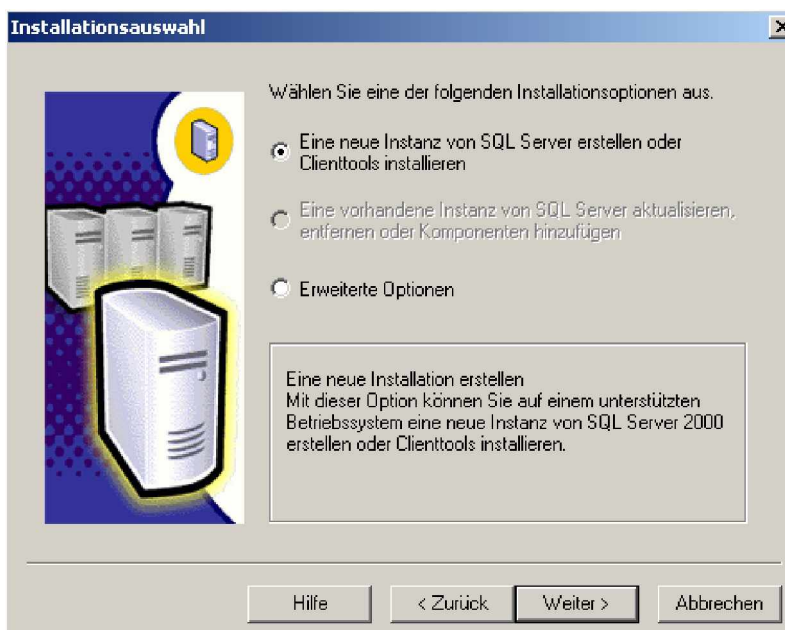 Installationsauswahl
Wählen Sie eine der folgenden Installationsoptionen aus.
Eine neue Instanz von SQL Server erstellen oder
Clienttools installieren
Eine vorhandene Instanz von SQL Server aktualisieren,
entfernen oder Komponenten hinzufügen
Erweiterte Optionen
Eine neue Installation erstellen
Mit dieser Option können Sie auf einem unterstützten
Betriebssystem eine neue Instanz von SQL Server 2000
erstellen oder Clienttools installieren.
Hilfe
< Zurück
Weiter >
Abbrechen